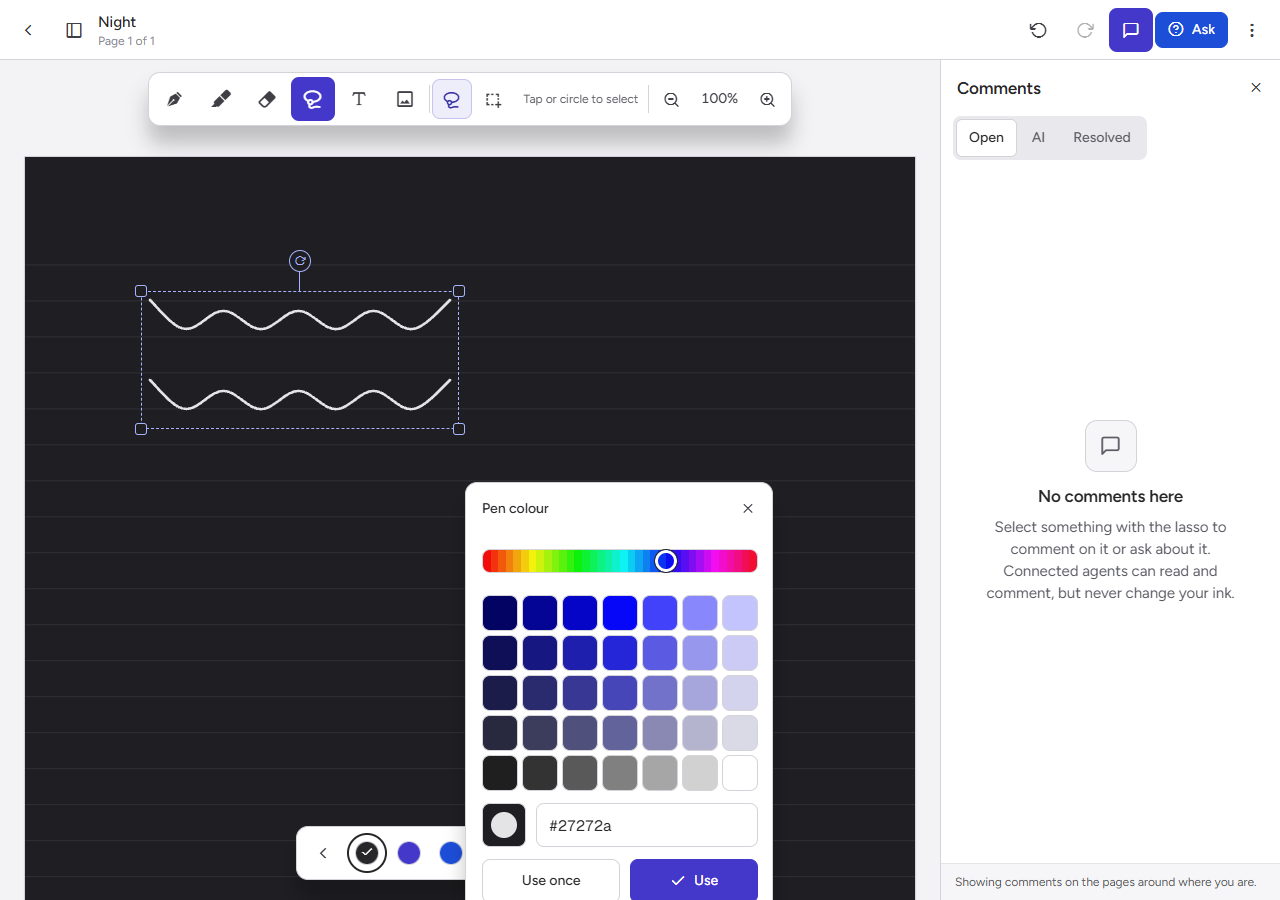 Night
Page 1 of 1
Ask
T
Tap or circle to select
100%
Comments
Open
AI
Resolved
No comments here
Select something with the lasso to
comment on it or ask about it.
Connected agents can read and
comment, but never change your ink.
Pen colour
#27272a
Use once
Use
Showing comments on the pages around where you are.